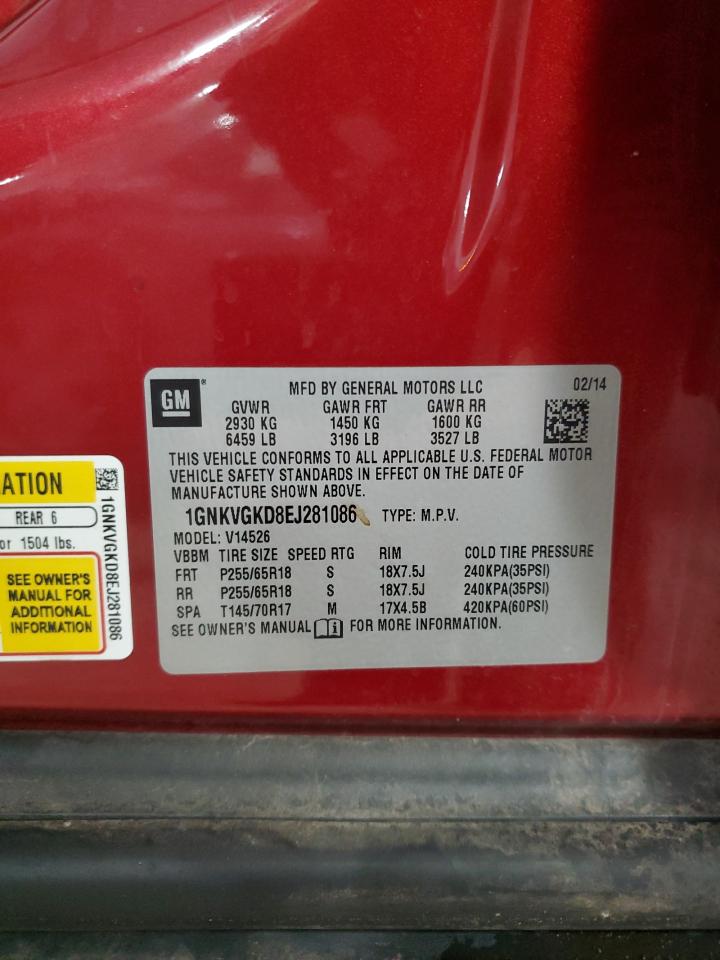 GM ®
MFD BY GENERAL MOTORS LLC
02/14
GVWR GAWR FRT GAWR RR
2930 KG 1450 KG 1600 KG
6459 LB 3196 LB 3527 LB
THIS VEHICLE CONFORMS TO ALL APPLICABLE U.S. FEDERAL MOTOR
VEHICLE SAFETY STANDARDS IN EFFECT ON THE DATE OF
MANUFACTURE SHOWN ABOVE.
1GNKVGKD8EJ281086 TYPE: M.P.V.
MODEL: V14526
VBBM TIRE SIZE SPEED RTG RIM COLD TIRE PRESSURE
FRT P255/65R18 S 18X7.5J 240KPA(35PSI)
RR P255/65R18 S 18X7.5J 240KPA(35PSI)
SPA T145/70R17 M 17X4.5B 420KPA(60PSI)
SEE OWNER'S MANUAL FOR MORE INFORMATION.
ATION
REAR 6
or 1504 lbs.
SEE OWNER'S
MANUAL FOR
ADDITIONAL
INFORMATION
1GNKVGKD8EJ281086